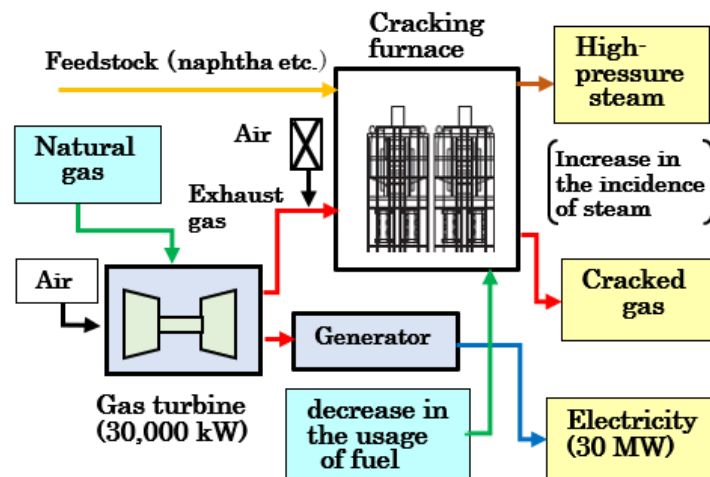 Cracking
furnace
Feedstock (naphtha etc.)
High-
pressure
steam
Air
Natural
gas
Exhaust
gas
Increase in
the incidence
of steam
Air
Cracked
gas
Generator
Gas turbine
(30,000 kW)
decrease in
the usage
of fuel
Electricity
(30 MW)